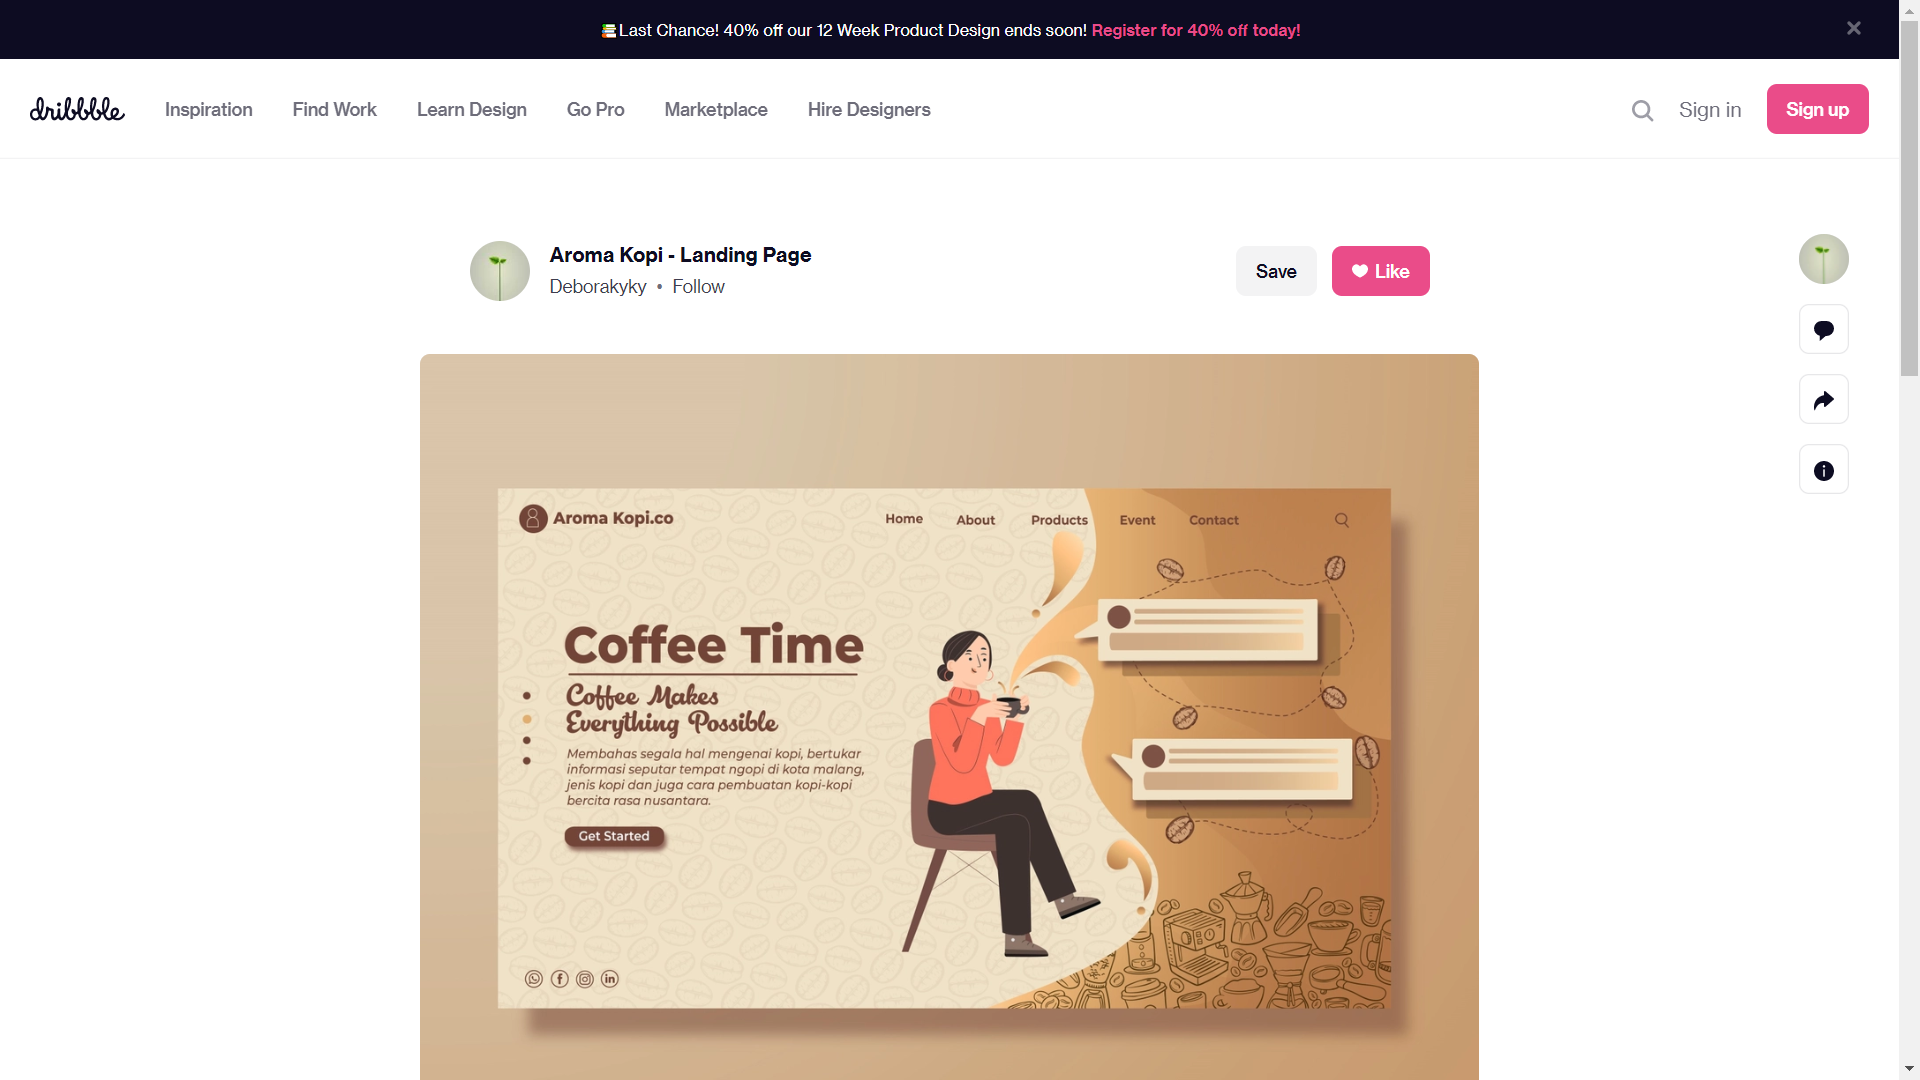 Last Chance! 40% off our 12 Week Product Design ends soon! Register for 40% off today!
dribbble
Inspiration
Find Work
Learn Design
Go Pro
Marketplace
Hire Designers
Sign in
Sign up
Aroma Kopi - Landing Page
Deborakyky • Follow
Save
Like
Aroma Kopi.co
Home
About
Products
Event
Contact
Coffee Time
Coffee Makes
Everything Possible
Membahas segala hal mengenai kopi, bertukar
informasi seputar tempat ngopi di kota malang,
jenis kopi dan juga cara pembuatan kopi-kopi
bercita rasa nusantara.
Get Started